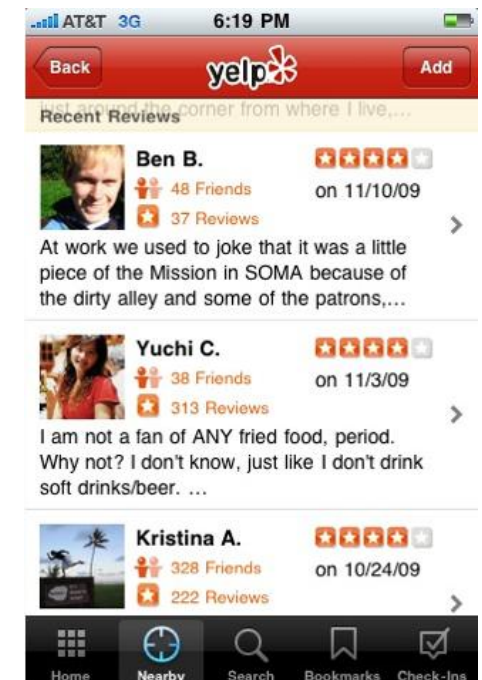 AT&T 3G 6:19 PM
Back yelp Add
just around the corner from where I live,...
Recent Reviews
Ben B.
48 Friends on 11/10/09
37 Reviews
At work we used to joke that it was a little
piece of the Mission in SOMA because of
the dirty alley and some of the patrons,...
Yuchi C.
38 Friends on 11/3/09
313 Reviews
I am not a fan of ANY fried food, period.
Why not? I don't know, just like I don't drink
soft drinks/beer. ...
Kristina A.
328 Friends on 10/24/09
222 Reviews
Home Nearby Search Bookmarks Check-Ins